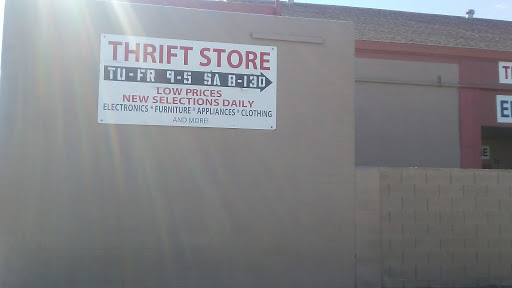 THRIFT STORE
TU-FR 9-5 SA 8-130
LOW PRICES
NEW SELECTIONS DAILY
ELECTRONICS * FURNITURE * APPLIANCES * CLOTHING
AND MORE!